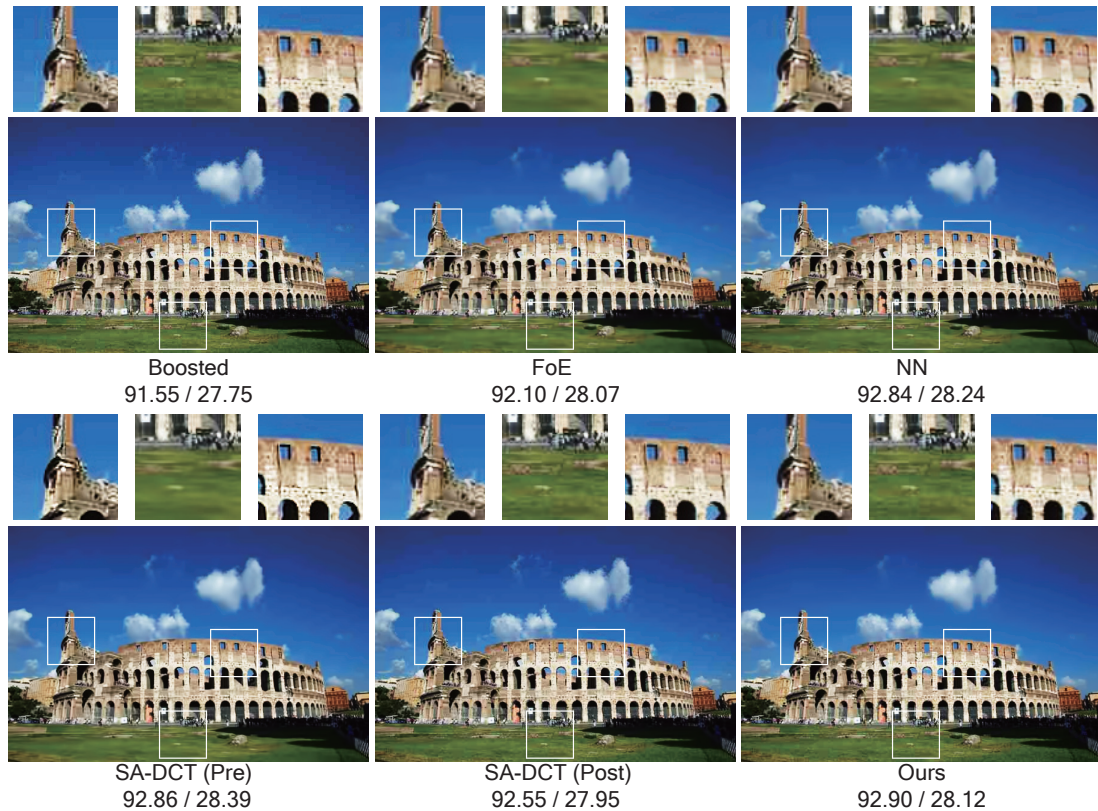 Boosted
FoE
NN
91.55 / 27.75
92.10 / 28.07
92.84 / 28.24
SA-DCT (Pre)
SA-DCT (Post)
Ours
92.86 / 28.39
92.55 / 27.95
92.90 / 28.12